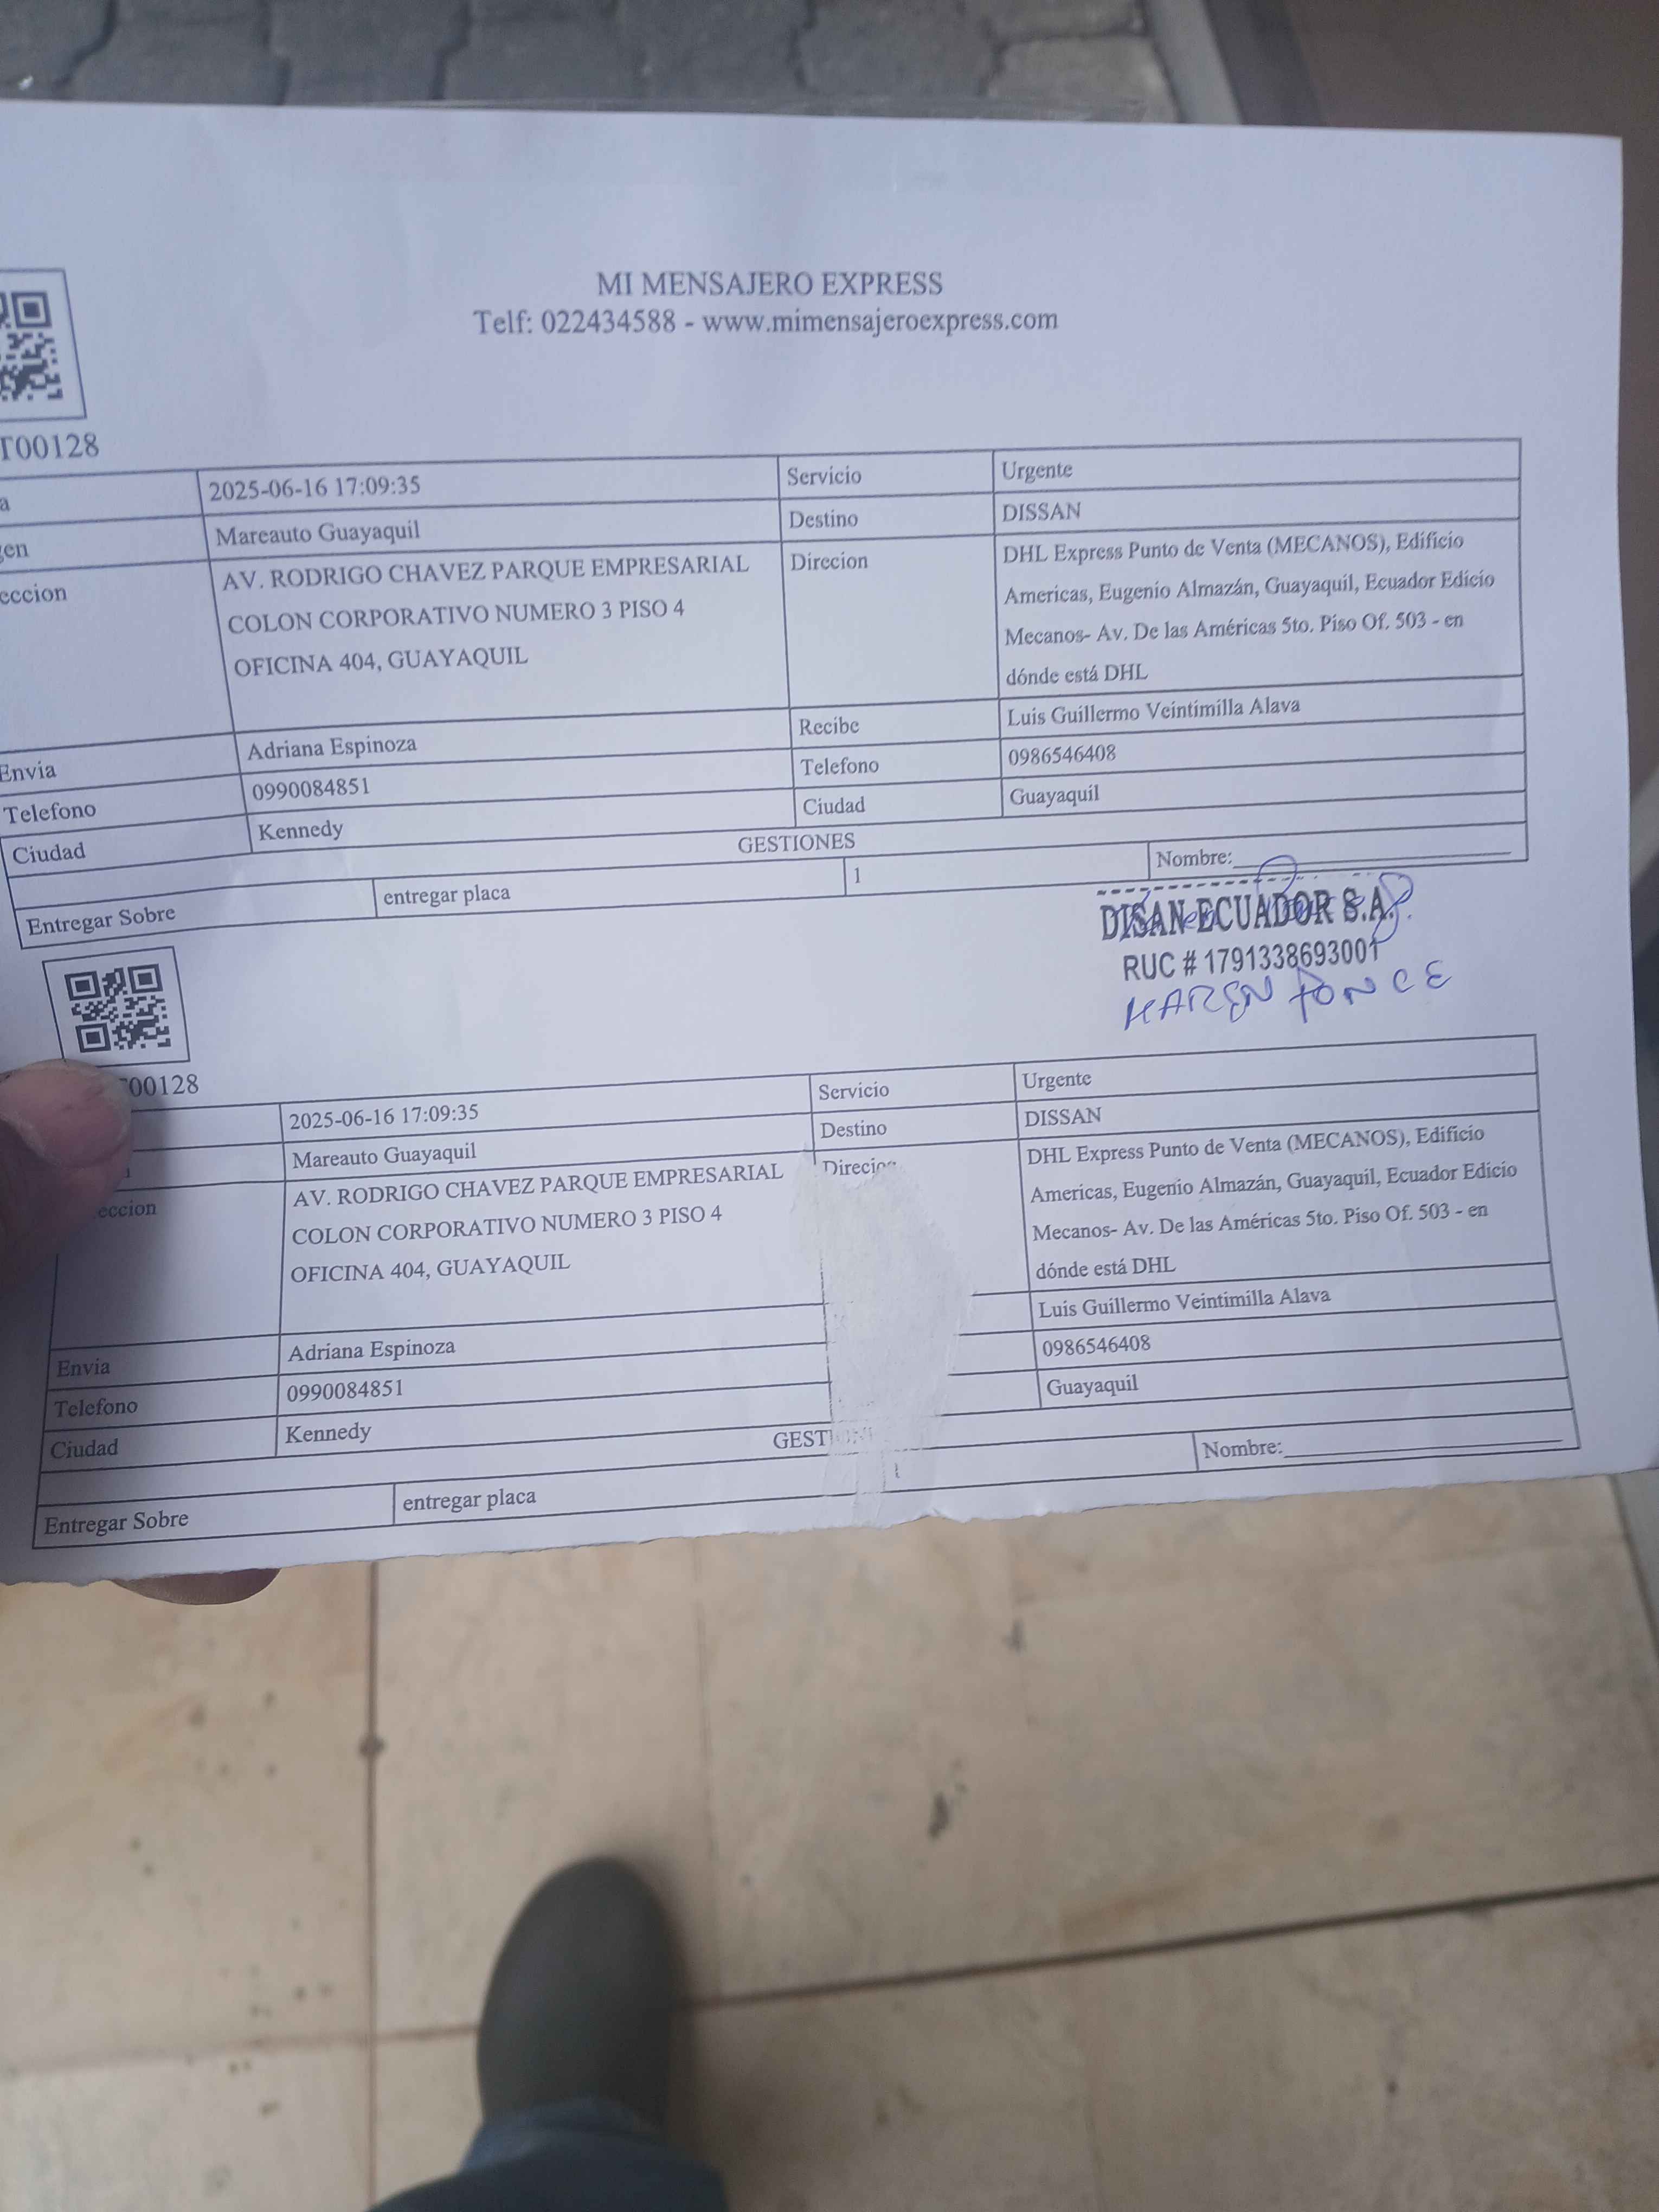 MI MENSAJERO EXPRESS
Telf: 022434588 - www.mimensajeroexpress.com
T00128
a 2025-06-16 17:09:35 Servicio Urgente
gen Mareauto Guayaquil Destino DISSAN
eccion AV. RODRIGO CHAVEZ PARQUE EMPRESARIAL Direcion DHL Express Punto de Venta (MECANOS), Edificio
COLON CORPORATIVO NUMERO 3 PISO 4 Americas, Eugenio Almazán, Guayaquil, Ecuador Edicio
OFICINA 404, GUAYAQUIL Mecanos- Av. De las Américas 5to. Piso Of. 503 - en
dónde está DHL
Envia Adriana Espinoza Recibe Luis Guillermo Veintimilla Alava
Telefono 0990084851 Telefono 0986546408
Ciudad Kennedy Ciudad Guayaquil
GESTIONES
Entregar Sobre entregar placa 1 Nombre:
DISAN ECUADOR S.A.
RUC # 1791338693001
KAREN PONCE
00128
2025-06-16 17:09:35 Servicio Urgente
Mareauto Guayaquil Destino DISSAN
eccion AV. RODRIGO CHAVEZ PARQUE EMPRESARIAL Direcion DHL Express Punto de Venta (MECANOS), Edificio
COLON CORPORATIVO NUMERO 3 PISO 4 Americas, Eugenio Almazán, Guayaquil, Ecuador Edicio
OFICINA 404, GUAYAQUIL Mecanos- Av. De las Américas 5to. Piso Of. 503 - en
dónde está DHL
Envia Adriana Espinoza Luis Guillermo Veintimilla Alava
Telefono 0990084851 0986546408
Ciudad Kennedy Guayaquil
GEST
Entregar Sobre entregar placa Nombre: